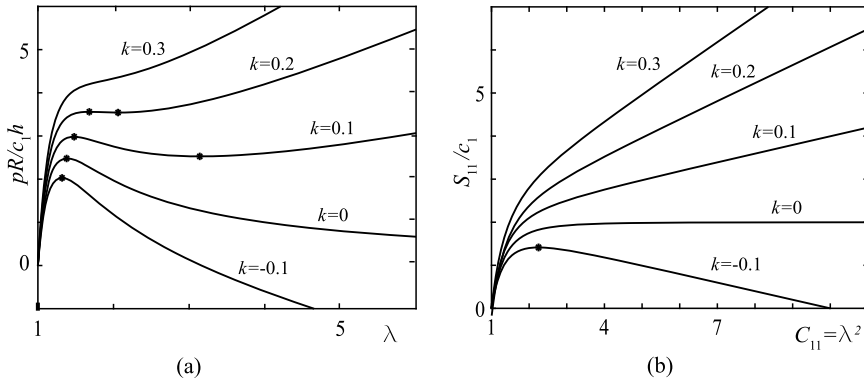 5
0
pR/c₁h
k=0.3
k=0.2
k=0.1
k=0
k=-0.1
1
5
λ
(a)
5
0
S₁₁/c₁
k=0.3
k=0.2
k=0.1
k=0
k=-0.1
1
4
7
C₁₁=λ²
(b)